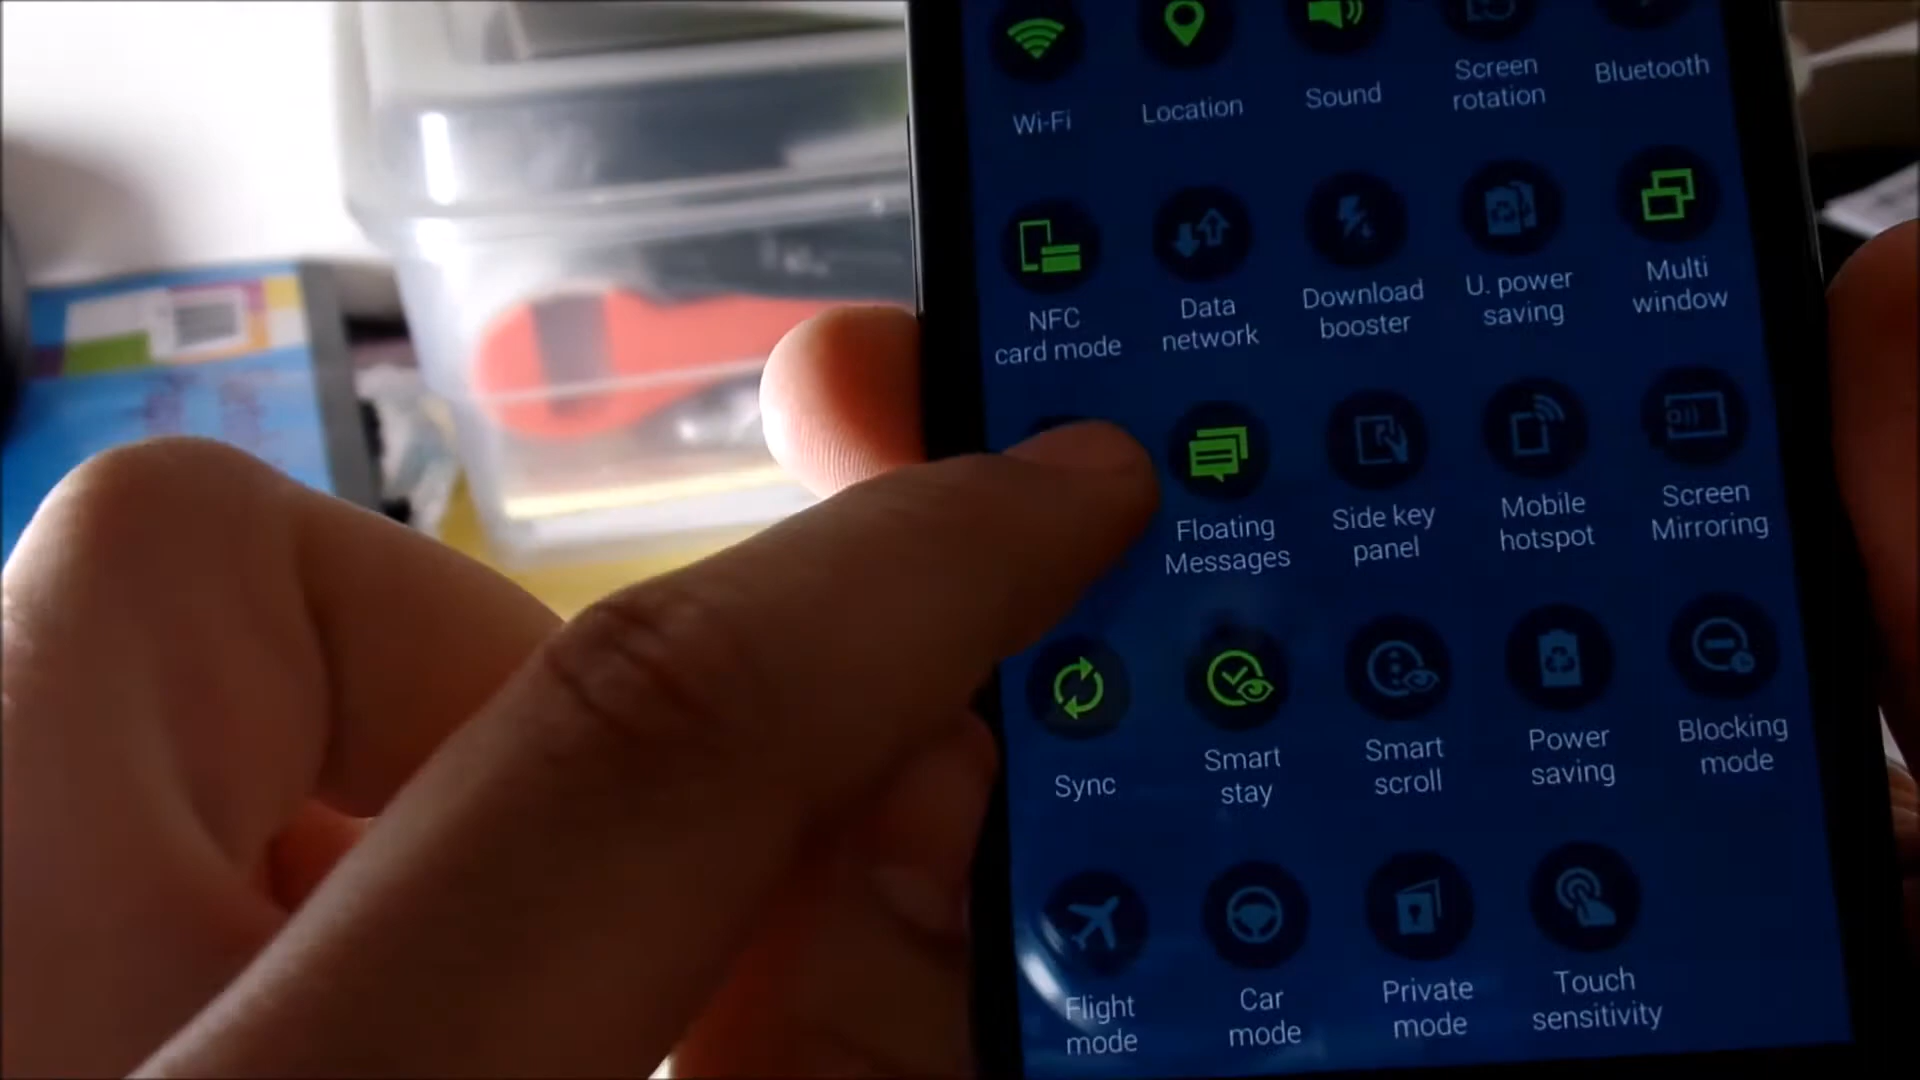 Wi-Fi
Location
Sound
Screen
rotation
Bluetooth
NFC
card mode
Data
network
Download
booster
U. power
saving
Multi
window
Floating
Messages
Side key
panel
Mobile
hotspot
Screen
Mirroring
Sync
Smart
stay
Smart
scroll
Power
saving
Blocking
mode
Flight
mode
Car
mode
Private
mode
Touch
sensitivity